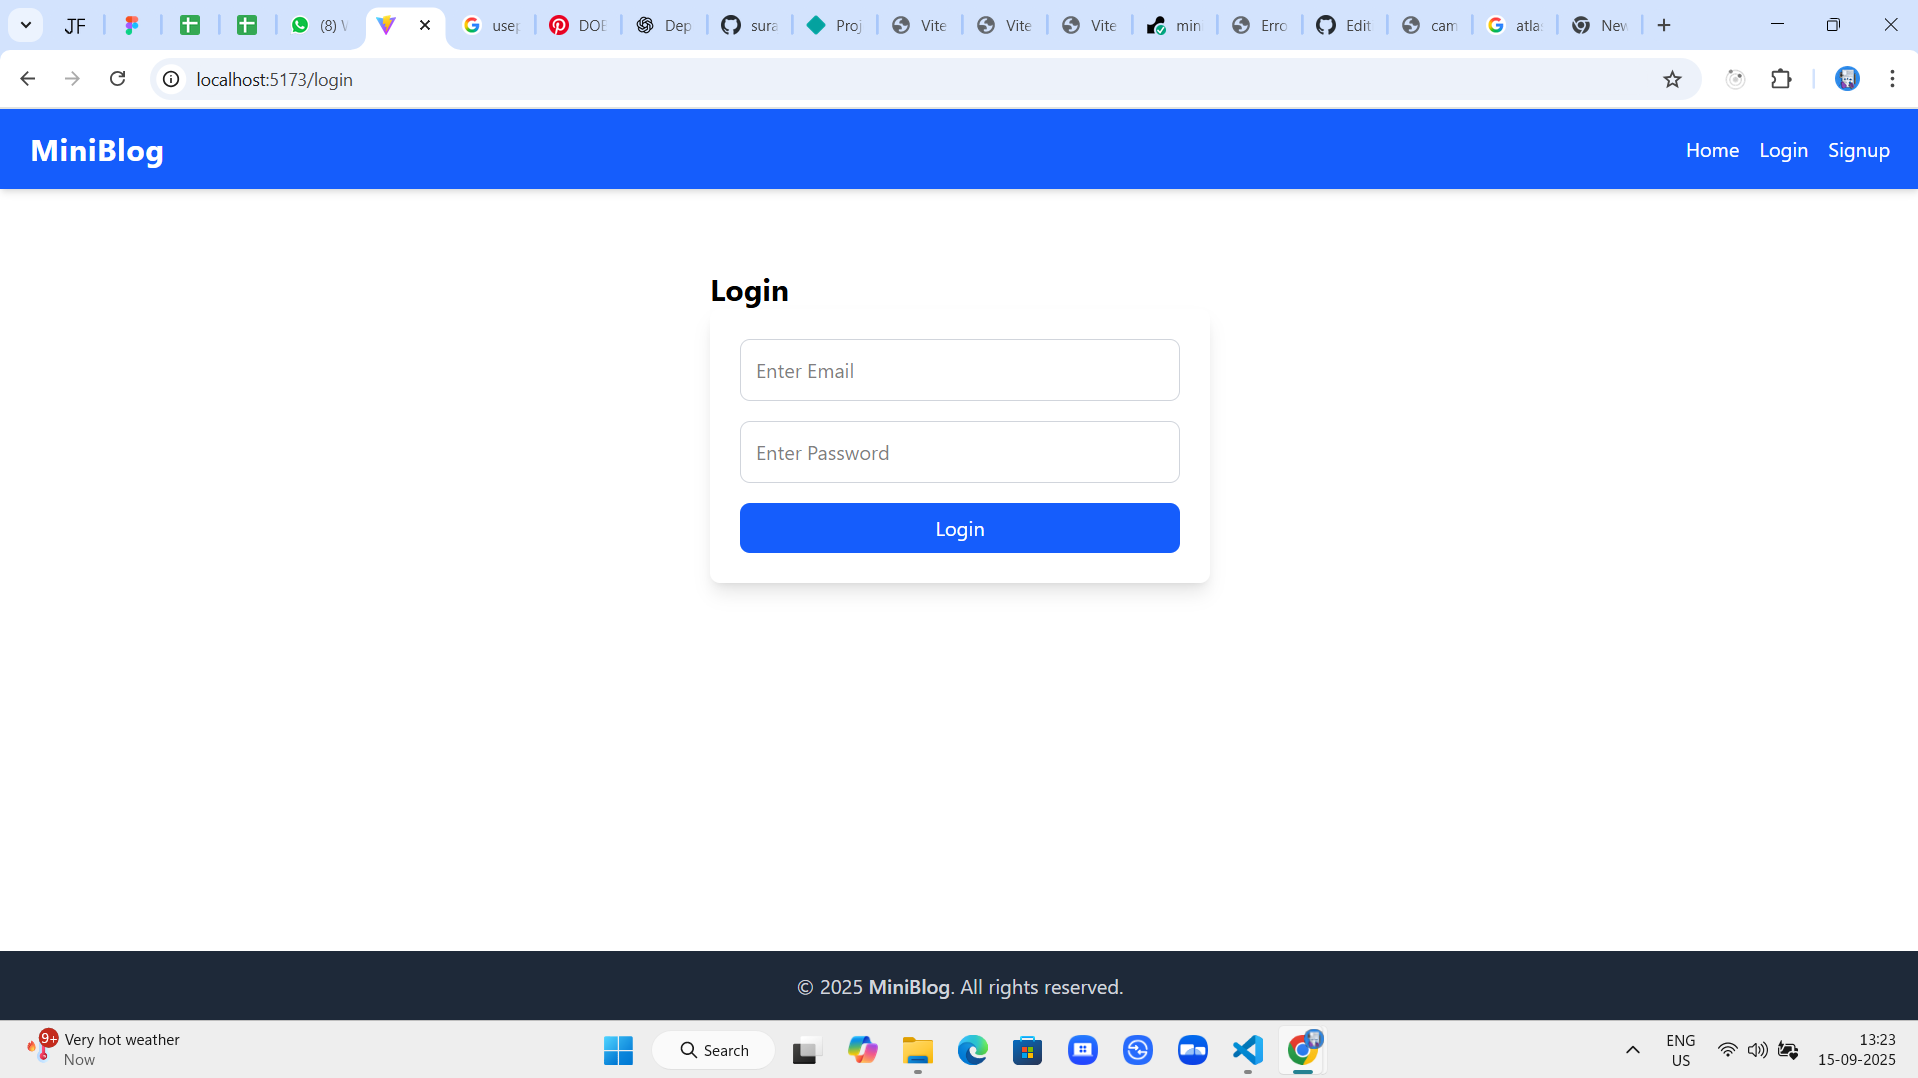 JF
(8) W
usep
DOE
Dep
sura
Proj
Vite
Vite
Vite
min
Erro
Edit
cam
atlas
New
localhost:5173/login
MiniBlog
Home Login Signup
Login
Enter Email
Enter Password
Login
© 2025 MiniBlog. All rights reserved.
9+
Very hot weather
Now
Search
ENG
US
13:23
15-09-2025